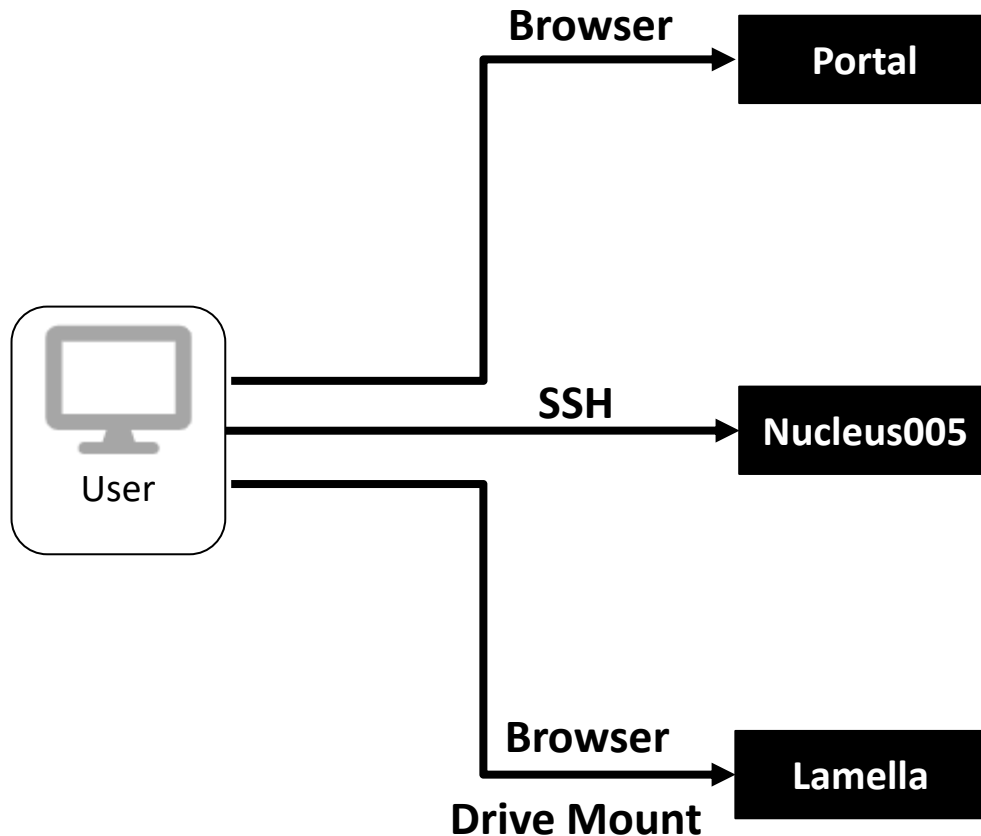 Browser
Portal
User
SSH
Nucleus005
Browser
Lamella
Drive Mount